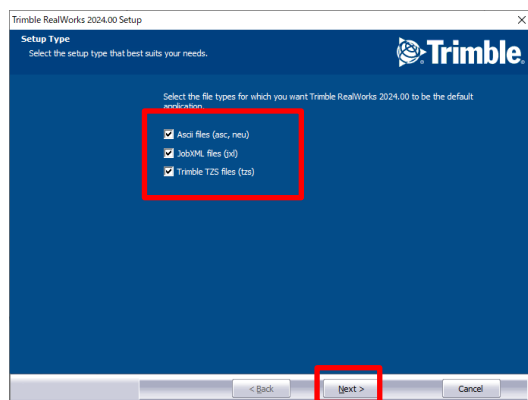 Trimble RealWorks 2024.00 Setup
Setup Type
Select the setup type that best suits your needs.
Trimble.
Select the file types for which you want Trimble RealWorks 2024.00 to be the default
application.
Ascii files (asc, neu)
JobXML files (jxl)
Trimble TZS files (tzs)
< Back
Next >
Cancel